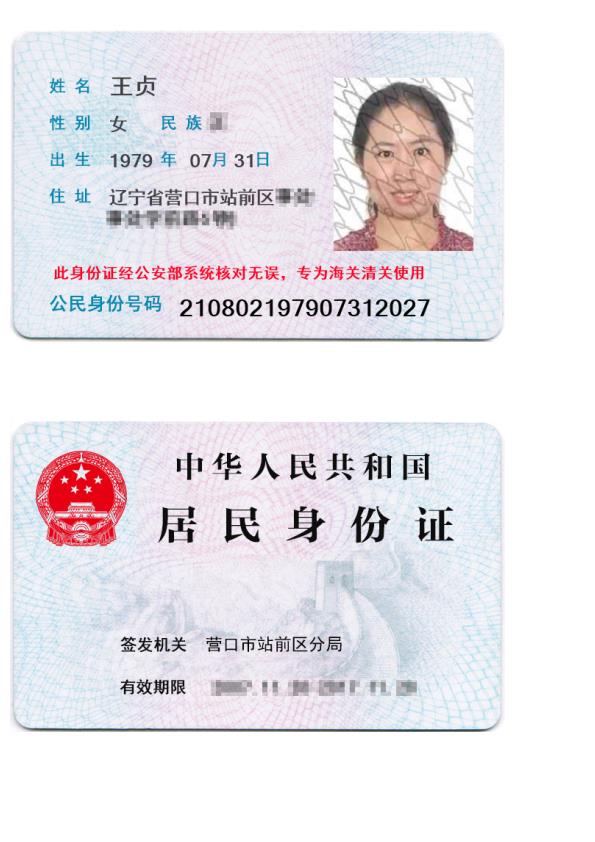 姓 名 王贞
性 别 女 民 族
出 生 1979 年 07月 31日
住 址 辽宁省营口市站前区
此身份证经公安部系统核对无误，专为海关清关使用
公民身份号码 210802197907312027
中华人民共和国
居民身份证
签发机关 营口市站前区分局
有效期限